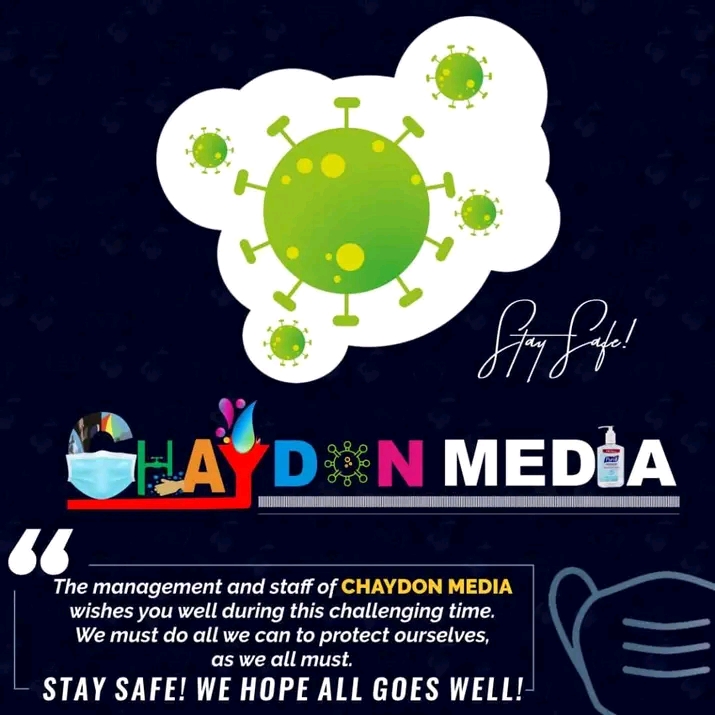 Stay Safe!
CHAYDON MEDIA
Purell
The management and staff of CHAYDON MEDIA
wishes you well during this challenging time.
We must do all we can to protect ourselves,
as we all must.
STAY SAFE! WE HOPE ALL GOES WELL!